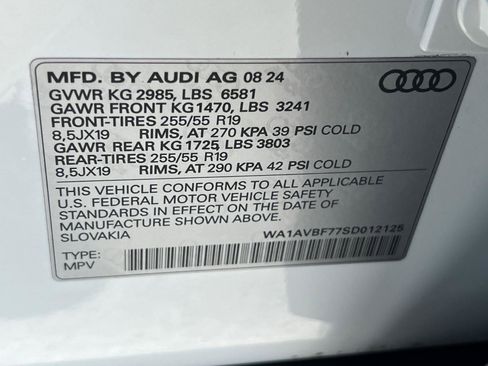 MFD. BY AUDI AG 08 24
GVWR KG 2985, LBS 6581
GAWR FRONT KG1470, LBS 3241
FRONT-TIRES 255/55 R19
8,5JX19 RIMS, AT 270 KPA 39 PSI COLD
GAWR REAR KG 1725, LBS 3803
REAR-TIRES 255/55 R19
8,5JX19 RIMS, AT 290 KPA 42 PSI COLD
THIS VEHICLE CONFORMS TO ALL APPLICABLE
U.S. FEDERAL MOTOR VEHICLE SAFETY
STANDARDS IN EFFECT ON THE DATE OF
MANUFACTURE SHOWN ABOVE.
SLOVAKIA WA1AVBF77SD012125
TYPE:
MPV